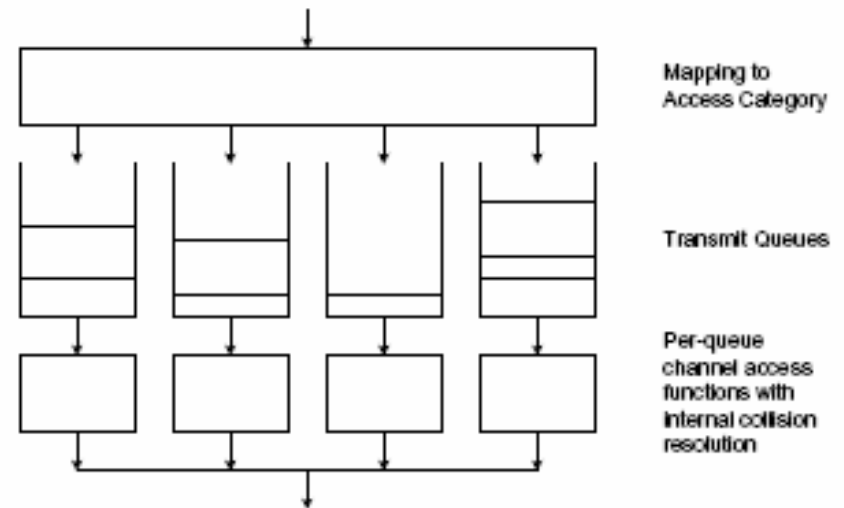 Mapping to
Access Category
Transmit Queues
Per-queue
channel access
functions with
internal collision
resolution